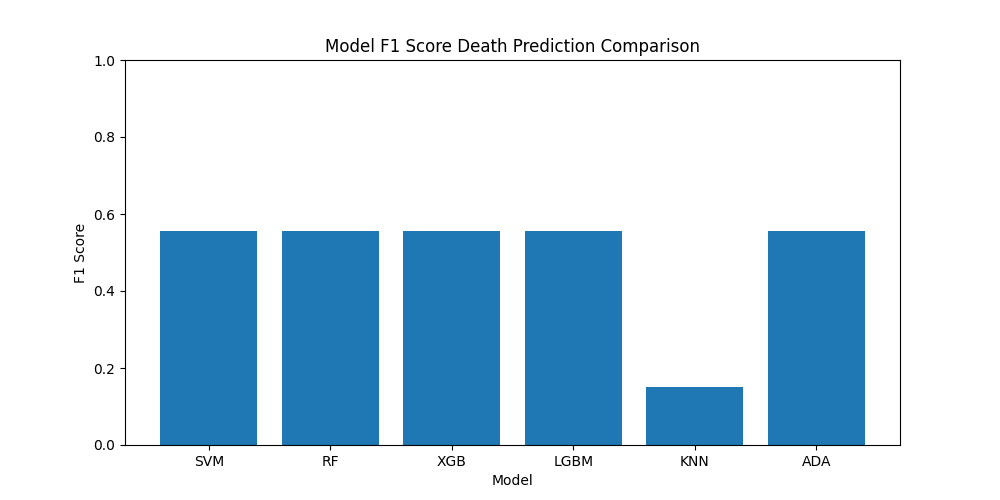 Model F1 Score Death Prediction Comparison
1.0
0.8
0.6
0.4
0.2
0.0
F1 Score
SVM RF XGB LGBM KNN ADA
Model